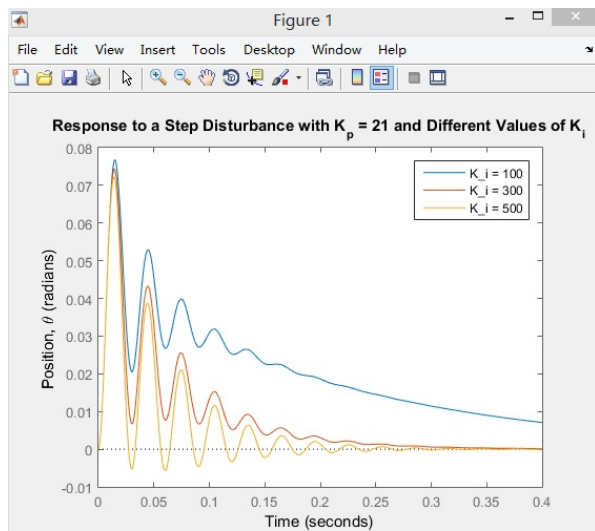 Figure 1
File Edit View Insert Tools Desktop Window Help
Response to a Step Disturbance with Kp = 21 and Different Values of Ki
0.08
0.07
0.06
0.05
0.04
0.03
0.02
0.01
0
-0.01
Position, θ (radians)
K_i = 100
K_i = 300
K_i = 500
0 0.05 0.1 0.15 0.2 0.25 0.3 0.35 0.4
Time (seconds)